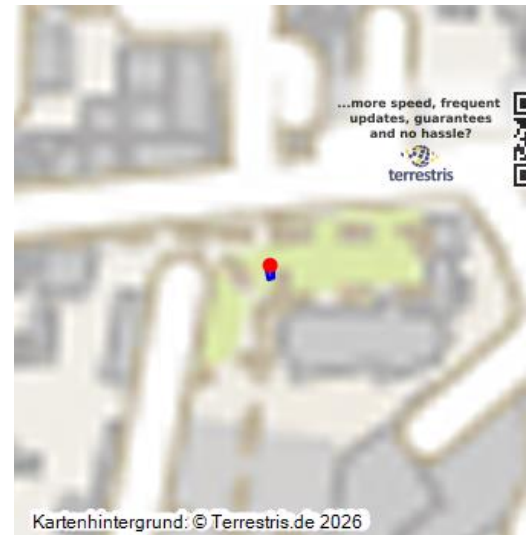 ...more speed, frequent
updates, guarantees
and no hassle?
terrestris
Kartenhintergrund: © Terrestris.de 2026